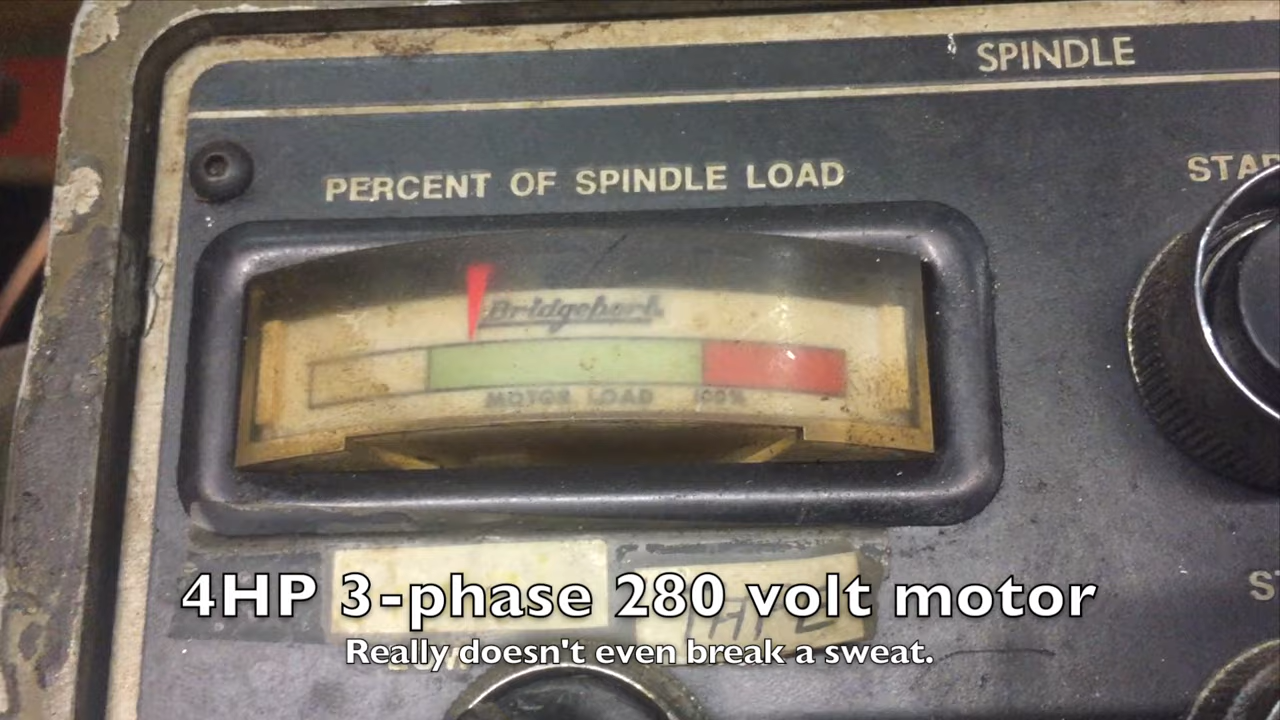 SPINDLE
PERCENT OF SPINDLE LOAD
STAR
Bridgeport
MOTOR LOAD 100%
4HP 3-phase 280 volt motor
Really doesn't even break a sweat.